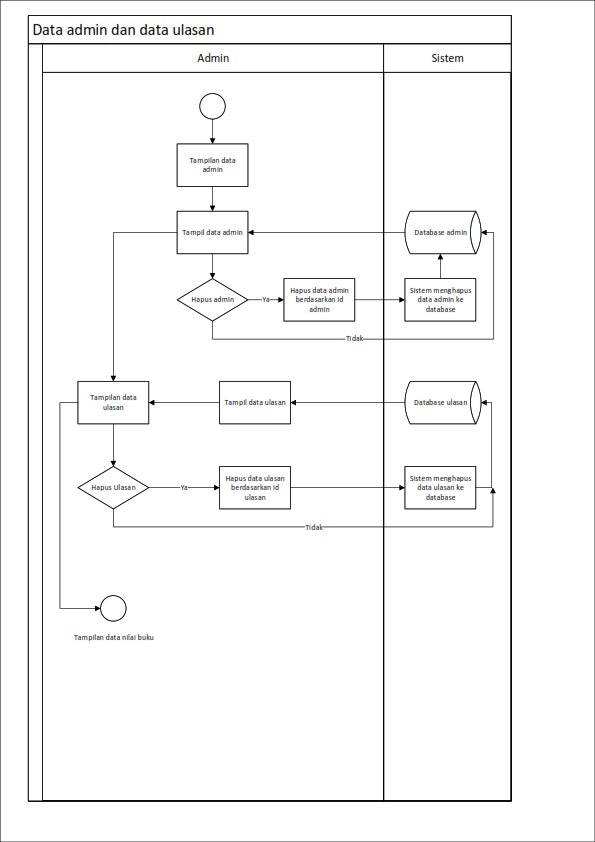 Data admin dan data ulasan
Admin
Sistem
Tampilan data
admin
Tampil data admin
Database admin
Hapus admin
Ya
Hapus data admin
berdasarkan id
admin
Sistem menghapus
data admin ke
database
Tidak
Tampilan data
ulasan
Tampil data ulasan
Database ulasan
Hapus Ulasan
Ya
Hapus data ulasan
berdasarkan id
ulasan
Sistem menghapus
data ulasan ke
database
Tidak
Tampilan data nilai buku